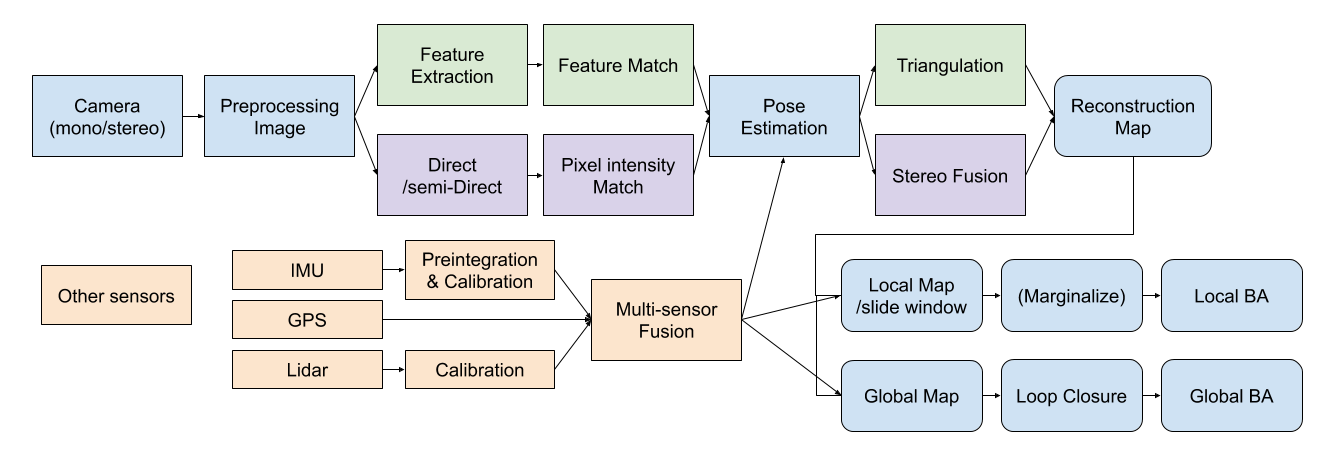 Camera
(mono/stereo)
Preprocessing
Image
Feature
Extraction
Feature Match
Direct
/semi-Direct
Pixel intensity
Match
Pose
Estimation
Triangulation
Stereo Fusion
Reconstruction
Map
Other sensors
IMU
Preintegration
& Calibration
GPS
Lidar
Calibration
Multi-sensor
Fusion
Local Map
/slide window
(Marginalize)
Local BA
Global Map
Loop Closure
Global BA